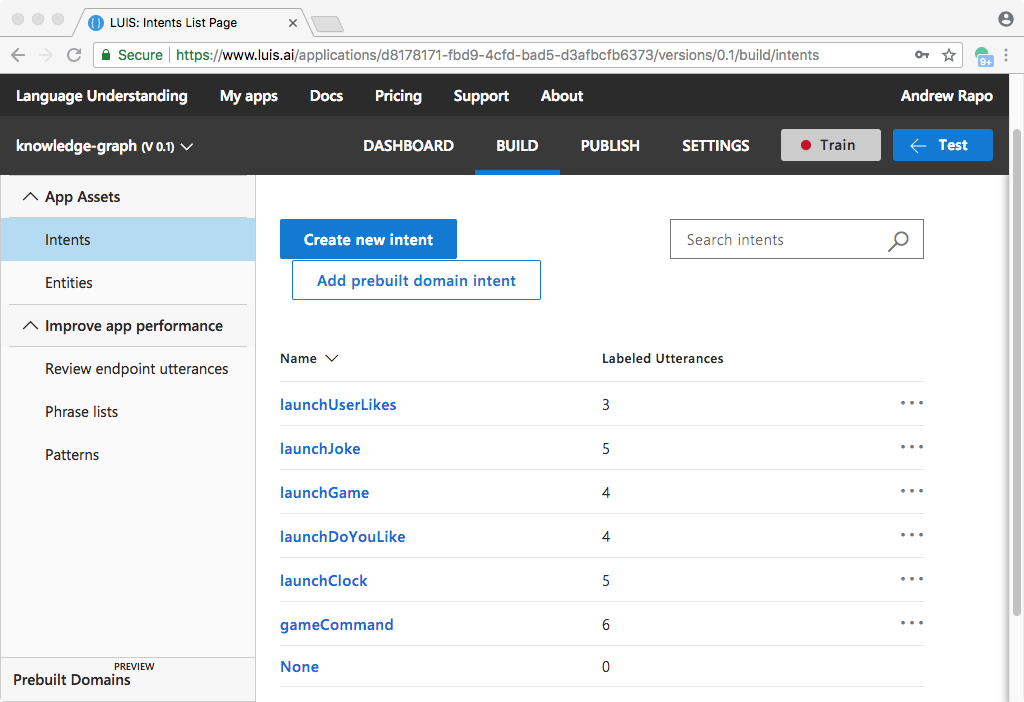 LUIS: Intents List Page
Secure https://www.luis.ai/applications/d8178171-fbd9-4cfd-bad5-d3afbcfb6373/versions/0.1/build/intents
9+
Language Understanding My apps Docs Pricing Support About Andrew Rapo
knowledge-graph (V 0.1) DASHBOARD BUILD PUBLISH SETTINGS Train Test
App Assets
Intents
Entities
Improve app performance
Review endpoint utterances
Phrase lists
Patterns
PREVIEW
Prebuilt Domains
Create new intent
Search intents
Add prebuilt domain intent
Name Labeled Utterances
launchUserLikes 3
launchJoke 5
launchGame 4
launchDoYouLike 4
launchClock 5
gameCommand 6
None 0